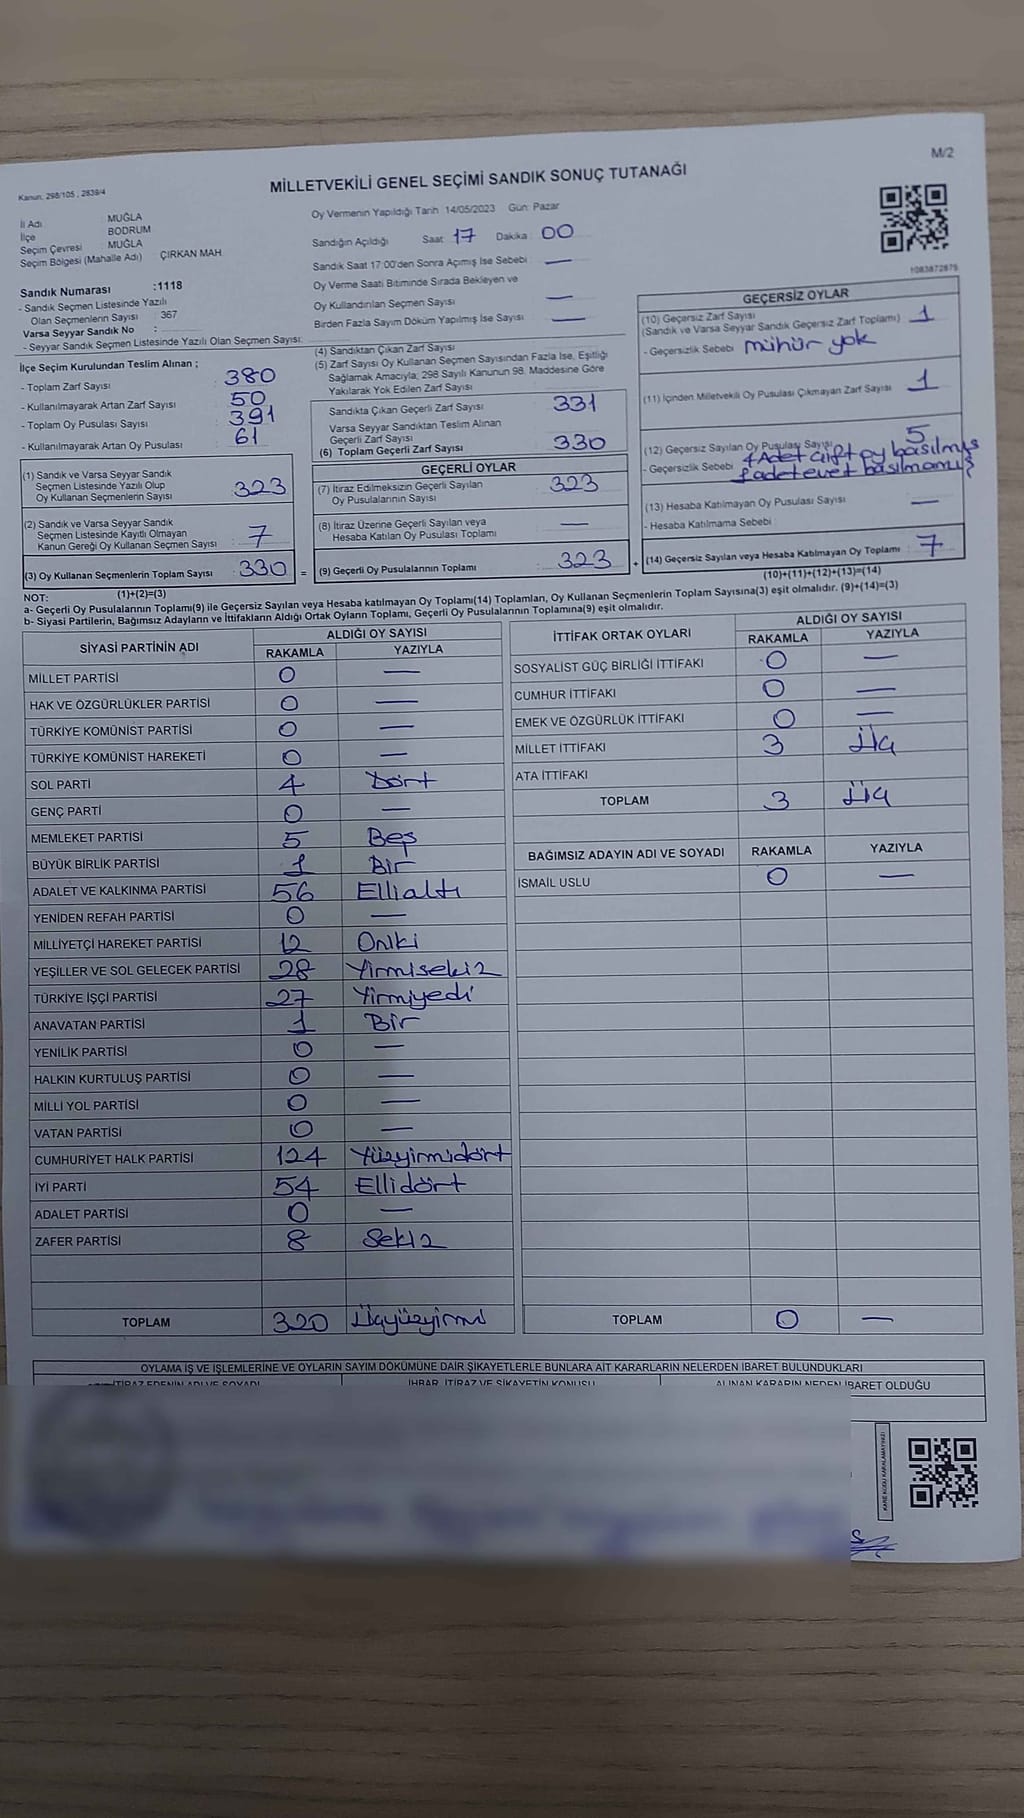 M/2
Kanun, 298/105 , 2839/4
MİLLETVEKİLİ GENEL SEÇİMİ SANDIK SONUÇ TUTANAĞI
İl Adı MUĞLA
İlçe BODRUM
Seçim Çevresi MUĞLA
Seçim Bölgesi (Mahalle Adı) ÇIRKAN MAH
Sandık Numarası :1118
- Sandık Seçmen Listesinde Yazılı
Olan Seçmenlerin Sayısı : 367
Varsa Seyyar Sandık No :
- Seyyar Sandık Seçmen Listesinde Yazılı Olan Seçmen Sayısı:
İlçe Seçim Kurulundan Teslim Alınan ;
- Toplam Zarf Sayısı : 380
- Kullanılmayarak Artan Zarf Sayısı : 50
- Toplam Oy Pusulası Sayısı : 391
- Kullanılmayarak Artan Oy Pusulası : 61
(1) Sandık ve Varsa Seyyar Sandık
Seçmen Listesinde Yazılı Olup
Oy Kullanan Seçmenlerin Sayısı : 323
(2) Sandık ve Varsa Seyyar Sandık
Seçmen Listesinde Kayıtlı Olmayan
Kanun Gereği Oy Kullanan Seçmen Sayısı : 7
(3) Oy Kullanan Seçmenlerin Toplam Sayısı : 330 =
(1)+(2)=(3)
Oy Vermenin Yapıldığı Tarih 14/05/2023 Gün: Pazar
Sandığın Açıldığı Saat 17 Dakika 00
Sandık Saat 17:00'den Sonra Açımış İse Sebebi —
Oy Verme Saati Bitiminde Sırada Bekleyen ve
Oy Kullandırılan Seçmen Sayısı —
Birden Fazla Sayım Döküm Yapılmış İse Sayısı —
(4) Sandıktan Çıkan Zarf Sayısı
(5) Zarf Sayısı Oy Kullanan Seçmen Sayısından Fazla İse, Eşitliği
Sağlamak Amacıyla; 298 Sayılı Kanunun 98. Maddesine Göre
Yakılarak Yok Edilen Zarf Sayısı
Sandıkta Çıkan Geçerli Zarf Sayısı 331
Varsa Seyyar Sandıktan Teslim Alınan
Geçerli Zarf Sayısı
(6) Toplam Geçerli Zarf Sayısı 330
GEÇERLİ OYLAR
(7) İtiraz Edilmeksizin Geçerli Sayılan
Oy Pusulalarının Sayısı : 323
(8) İtiraz Üzerine Geçerli Sayılan veya
Hesaba Katılan Oy Pusulası Toplamı : —
(9) Geçerli Oy Pusulalarının Toplamı : 323 +
1083872875
GEÇERSİZ OYLAR
(10) Geçersiz Zarf Sayısı
(Sandık ve Varsa Seyyar Sandık Geçersiz Zarf Toplamı) 1
- Geçersizlik Sebebi mühür yok
(11) İçinden Milletvekili Oy Pusulası Çıkmayan Zarf Sayısı 1
(12) Geçersiz Sayılan Oy Pusulası Sayısı 5
- Geçersizlik Sebebi 4 Adet çift oy basılmış
1 adet evet basılmamış
(13) Hesaba Katılmayan Oy Pusulası Sayısı —
- Hesaba Katılmama Sebebi :
(14) Geçersiz Sayılan veya Hesaba Katılmayan Oy Toplamı : 7
(10)+(11)+(12)+(13)=(14)
NOT:
a- Geçerli Oy Pusulalarının Toplamı(9) ile Geçersiz Sayılan veya Hesaba katılmayan Oy Toplamı(14) Toplamları, Oy Kullanan Seçmenlerin Toplam Sayısına(3) eşit olmalıdır. (9)+(14)=(3)
b- Siyasi Partilerin, Bağımsız Adayların ve İttifakların Aldığı Ortak Oyların Toplamı, Geçerli Oy Pusulalarının Toplamına(9) eşit olmalıdır.
SİYASİ PARTİNİN ADI ALDIĞI OY SAYISI
RAKAMLA YAZIYLA
MİLLET PARTİSİ 0 —
HAK VE ÖZGÜRLÜKLER PARTİSİ 0 —
TÜRKİYE KOMÜNİST PARTİSİ 0 —
TÜRKİYE KOMÜNİST HAREKETİ 0 —
SOL PARTİ 4 Dört
GENÇ PARTİ 0 —
MEMLEKET PARTİSİ 5 Beş
BÜYÜK BİRLİK PARTİSİ 1 Bir
ADALET VE KALKINMA PARTİSİ 56 Ellialtı
YENİDEN REFAH PARTİSİ 0 —
MİLLİYETÇİ HAREKET PARTİSİ 12 Oniki
YEŞİLLER VE SOL GELECEK PARTİSİ 28 Yirmisekiz
TÜRKİYE İŞÇİ PARTİSİ 27 Yirmiyedi
ANAVATAN PARTİSİ 1 Bir
YENİLİK PARTİSİ 0 —
HALKIN KURTULUŞ PARTİSİ 0 —
MİLLİ YOL PARTİSİ 0 —
VATAN PARTİSİ 0 —
CUMHURİYET HALK PARTİSİ 124 Yüzyirmidört
İYİ PARTİ 54 Ellidört
ADALET PARTİSİ 0 —
ZAFER PARTİSİ 8 Sekiz
TOPLAM 320 Üçyüzyirmi
İTTİFAK ORTAK OYLARI ALDIĞI OY SAYISI
RAKAMLA YAZIYLA
SOSYALİST GÜÇ BİRLİĞİ İTTİFAKI 0 —
CUMHUR İTTİFAKI 0 —
EMEK VE ÖZGÜRLÜK İTTİFAKI 0 —
MİLLET İTTİFAKI 3 Üç
ATA İTTİFAKI
TOPLAM 3 Üç
BAĞIMSIZ ADAYIN ADI VE SOYADI RAKAMLA YAZIYLA
İSMAİL USLU 0 —
TOPLAM 0 —
OYLAMA İŞ VE İŞLEMLERİNE VE OYLARIN SAYIM DÖKÜMÜNE DAİR ŞİKAYETLERLE BUNLARA AİT KARARLARIN NELERDEN İBARET BULUNDUKLARI
İTİRAZ EDENİN ADI VE SOYADI İHBAR, İTİRAZ VE ŞİKAYETİN KONUSU ALINAN KARARIN NEDEN İBARET OLDUĞU
KARE KODU KARALAMAYINIZ!